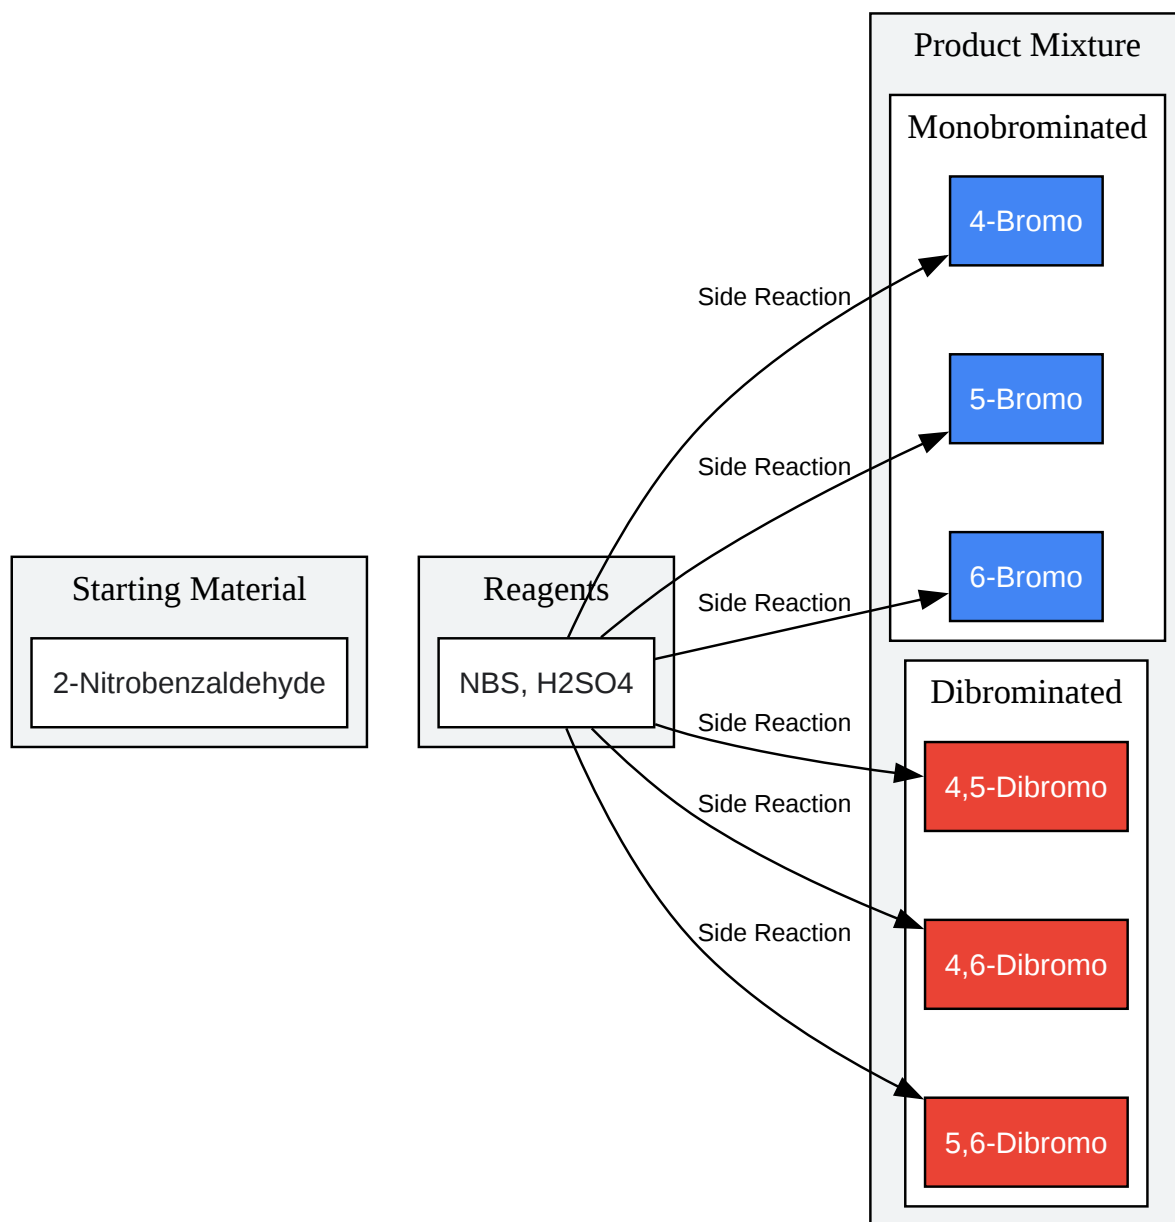 Product Mixture
Monobrominated
4-Bromo
Side Reaction
5-Bromo
Side Reaction
6-Bromo
Side Reaction
Starting Material
2-Nitrobenzaldehyde
Reagents
NBS, H2SO4
Dibrominated
Side Reaction
4,5-Dibromo
Side Reaction
4,6-Dibromo
Side Reaction
5,6-Dibromo